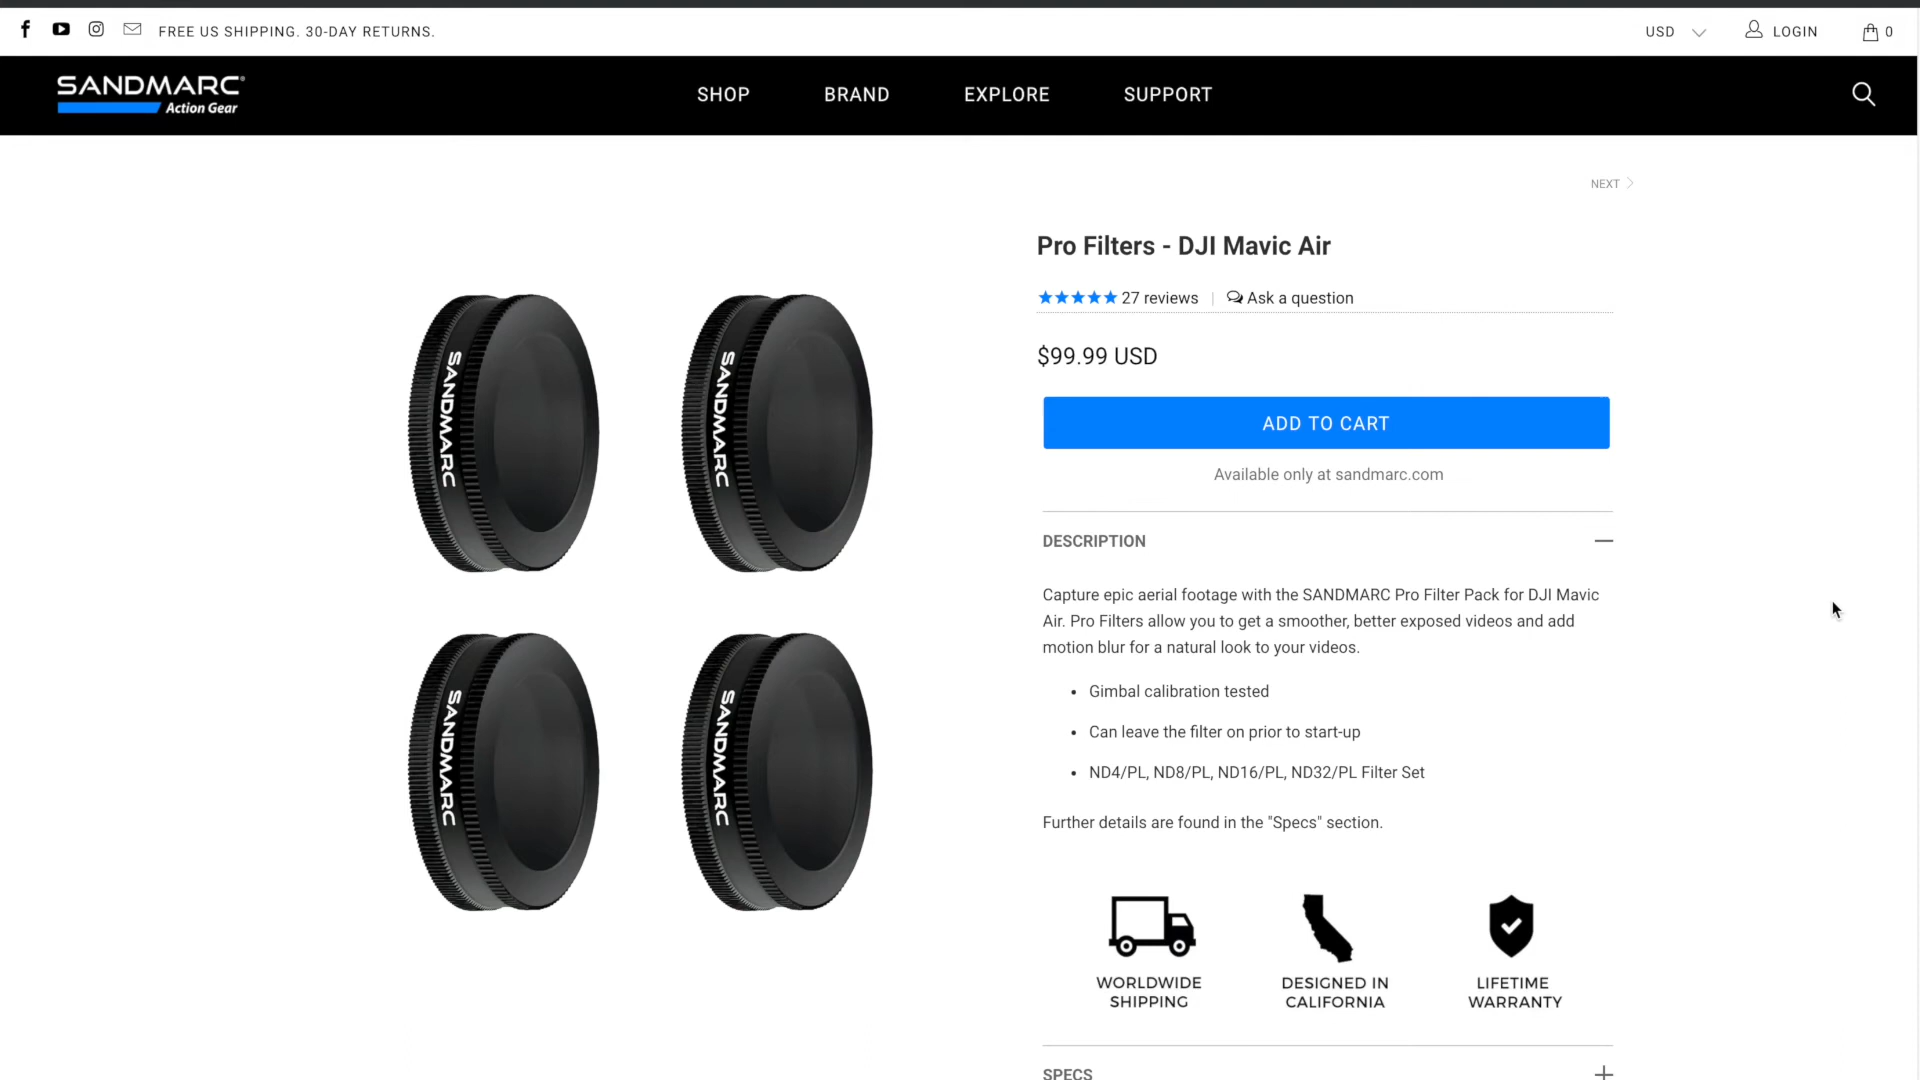 FREE US SHIPPING. 30-DAY RETURNS.
USD
LOGIN
0
SANDMARC®
Action Gear
SHOP
BRAND
EXPLORE
SUPPORT
NEXT
Pro Filters - DJI Mavic Air
27 reviews | Ask a question
$99.99 USD
ADD TO CART
Available only at sandmarc.com
DESCRIPTION
Capture epic aerial footage with the SANDMARC Pro Filter Pack for DJI Mavic
Air. Pro Filters allow you to get a smoother, better exposed videos and add
motion blur for a natural look to your videos.
• Gimbal calibration tested
• Can leave the filter on prior to start-up
• ND4/PL, ND8/PL, ND16/PL, ND32/PL Filter Set
Further details are found in the "Specs" section.
WORLDWIDE
SHIPPING
DESIGNED IN
CALIFORNIA
LIFETIME
WARRANTY
SPECS
SANDMARC
SANDMARC
SANDMARC
SANDMARC